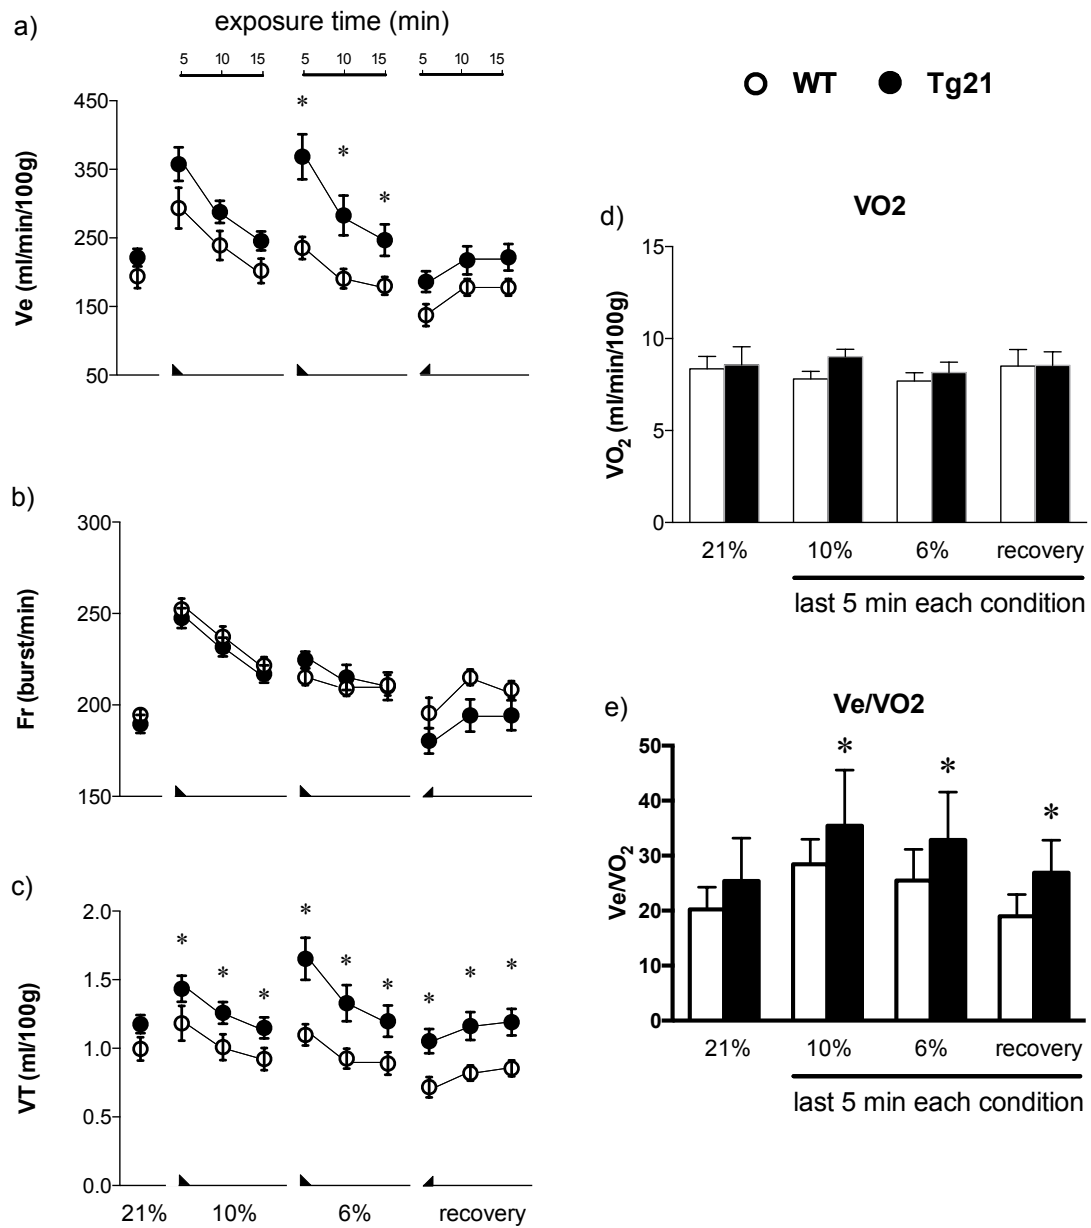 a)
exposure time (min)
5 10 15 5 10 15 5 10 15
Ve (ml/min/100g)
450
350
250
150
50
* * *
WT Tg21
b)
Fr (burst/min)
300
250
200
150
c)
VT (ml/100g)
2.0
1.5
1.0
0.5
0.0
* * * * * * * * *
21% 10% 6% recovery
d)
VO2
VO2 (ml/min/100g)
15
10
5
0
21% 10% 6% recovery
last 5 min each condition
e)
Ve/VO2
Ve/VO2
50
40
30
20
10
0
* * *
21% 10% 6% recovery
last 5 min each condition